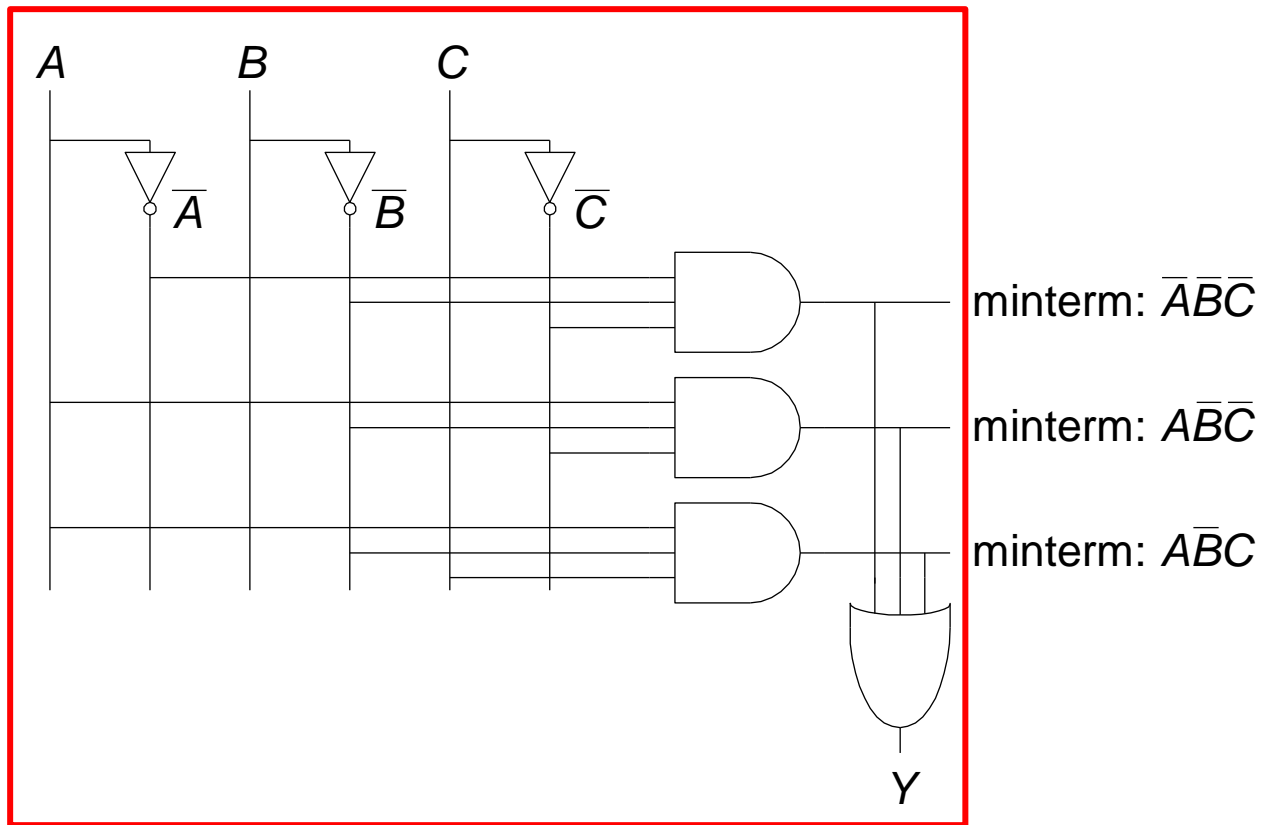 A B C
A̅ B̅ C̅
minterm: A̅B̅C̅
minterm: AB̅C̅
minterm: AB̅C
Y